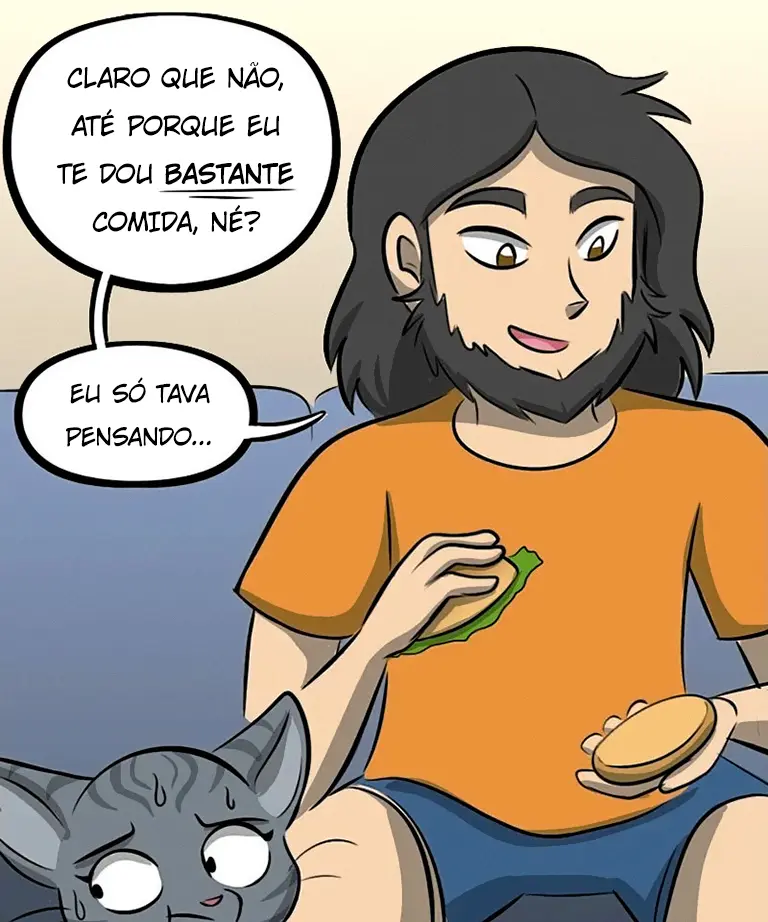 CLARO QUE NÃO,
ATÉ PORQUE EU
TE DOU BASTANTE
COMIDA, NÉ?
EU SÓ TAVA
PENSANDO...